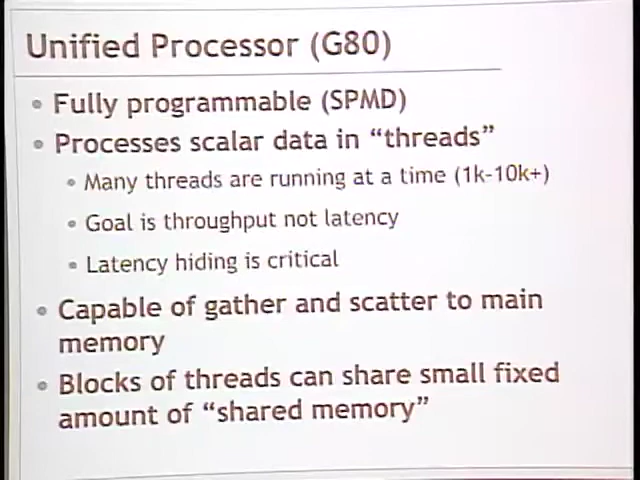 Unified Processor (G80)
• Fully programmable (SPMD)
• Processes scalar data in “threads”
• Many threads are running at a time (1k-10k+)
• Goal is throughput not latency
• Latency hiding is critical
• Capable of gather and scatter to main
memory
• Blocks of threads can share small fixed
amount of “shared memory”